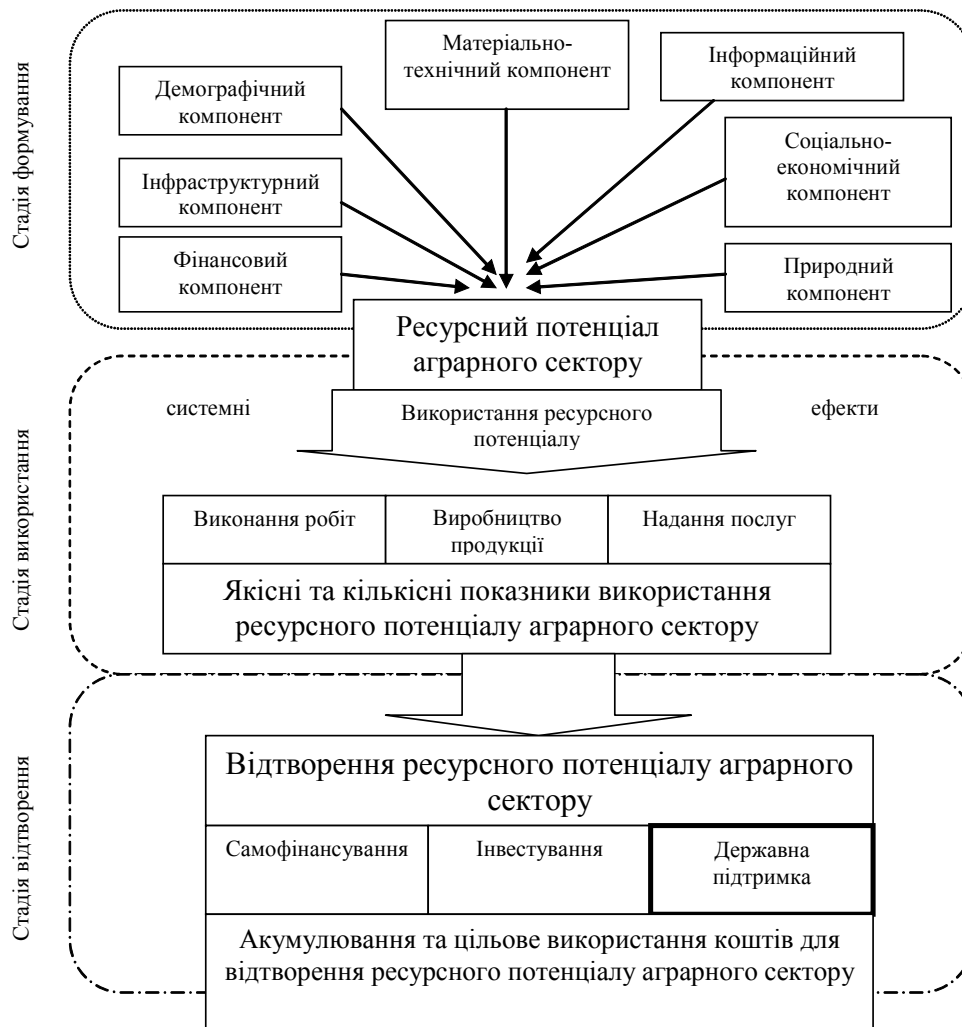 Стадія формування
Матеріально-
технічний компонент
Інформаційний
компонент
Демографічний
компонент
Соціально-
економічний
компонент
Інфраструктурний
компонент
Фінансовий
компонент
Природний
компонент
Ресурсний потенціал
аграрного сектору
Стадія використання
системні
Використання ресурсного
потенціалу
ефекти
Виконання робіт
Виробництво
продукції
Надання послуг
Якісні та кількісні показники використання
ресурсного потенціалу аграрного сектору
Стадія відтворення
Відтворення ресурсного потенціалу аграрного
сектору
Самофінансування
Інвестування
Державна
підтримка
Акумулювання та цільове використання коштів для
відтворення ресурсного потенціалу аграрного сектору